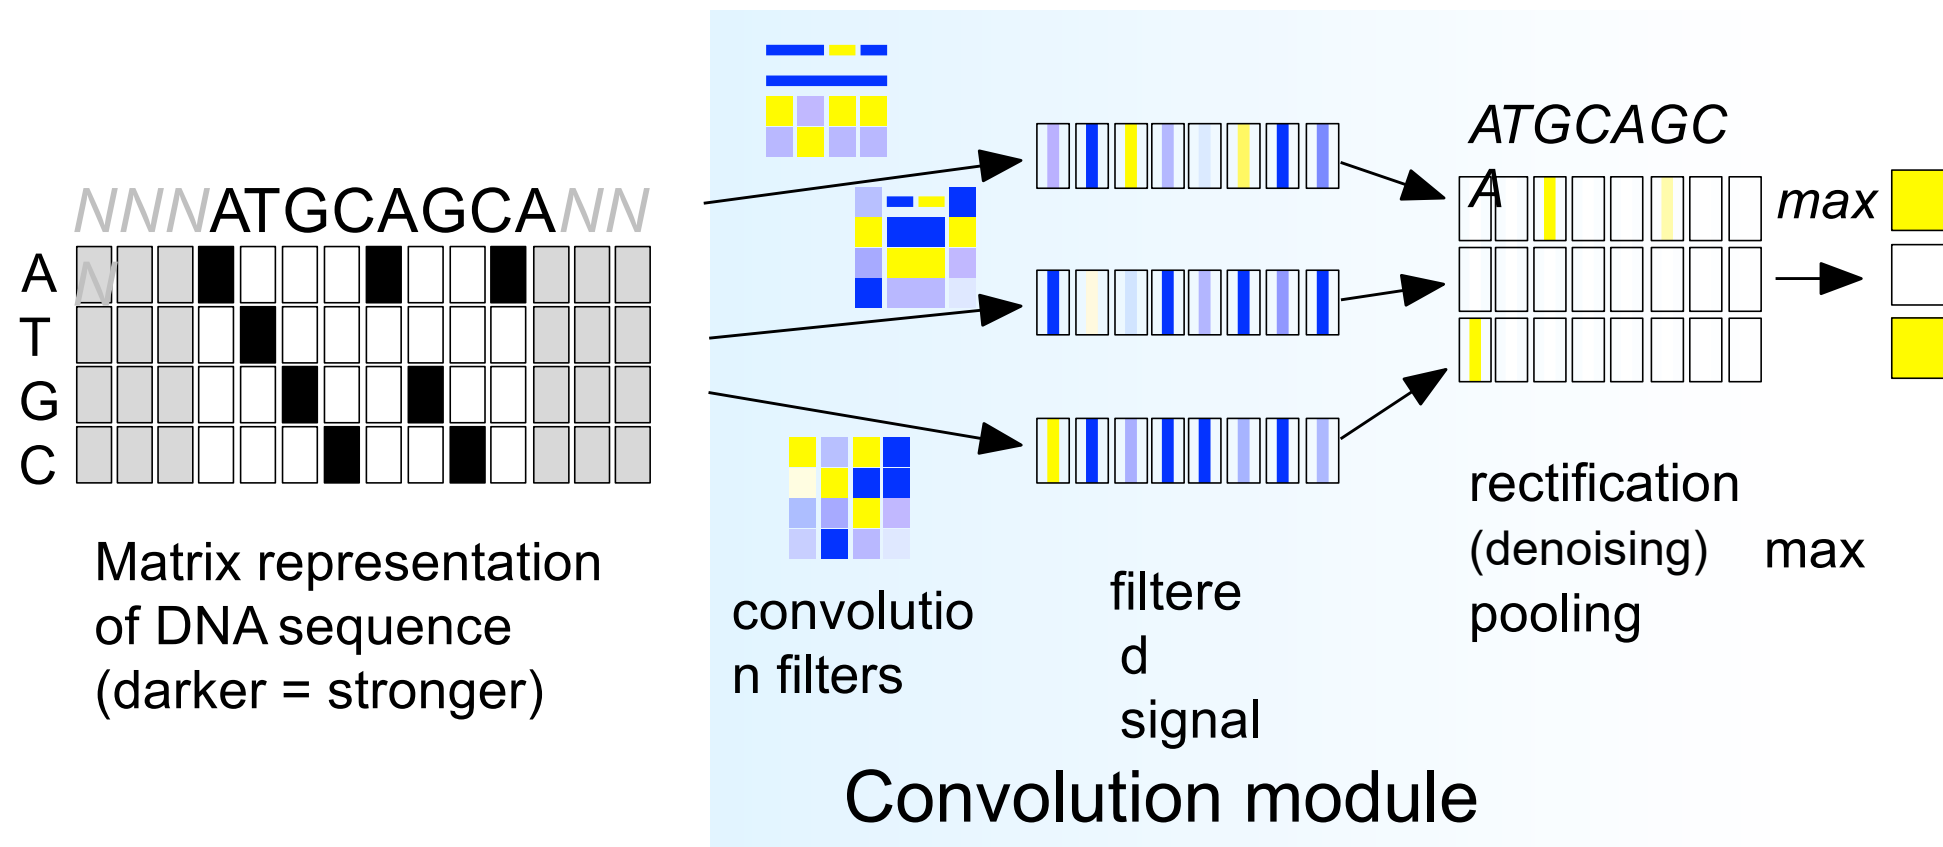 NNNATGCAGCANN
N
A
T
G
C
Matrix representation
of DNA sequence
(darker = stronger)
convolutio
n filters
filtere
d
signal
ATGCAGC
A
max
rectification
(denoising) max
pooling
Convolution module